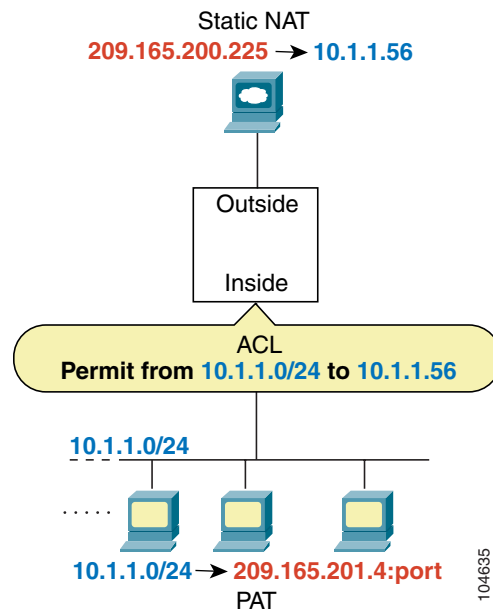 Static NAT
209.165.200.225 → 10.1.1.56
Outside
Inside
ACL
Permit from 10.1.1.0/24 to 10.1.1.56
10.1.1.0/24
10.1.1.0/24 → 209.165.201.4:port
PAT
104635